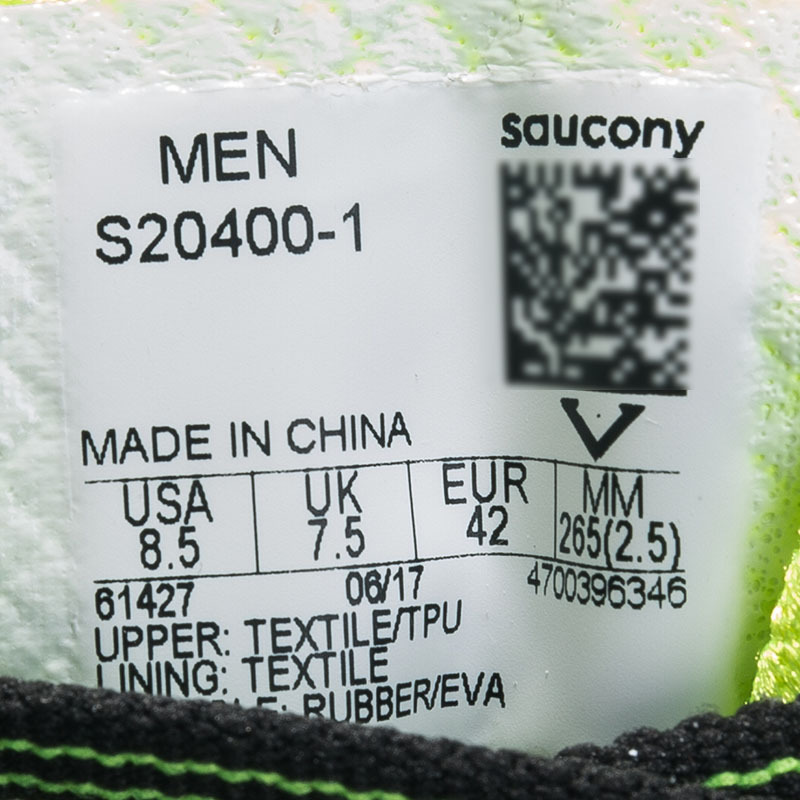 MEN
saucony
S20400-1
MADE IN CHINA
USA UK EUR MM
8.5 7.5 42 265(2.5)
61427 06/17 4700396346
UPPER: TEXTILE/TPU
LINING: TEXTILE
RUBBER/EVA